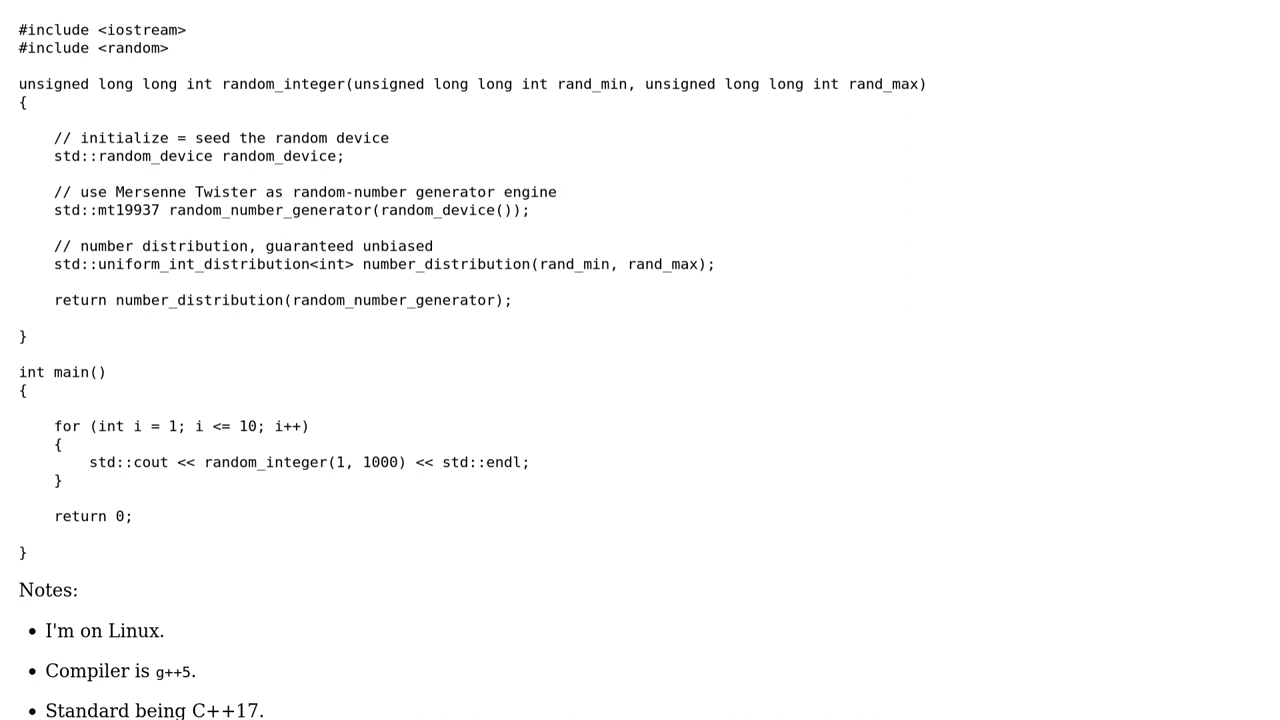 #include <iostream>
#include <random>
unsigned long long int random_integer(unsigned long long int rand_min, unsigned long long int rand_max)
{
    // initialize = seed the random device
    std::random_device random_device;
    // use Mersenne Twister as random-number generator engine
    std::mt19937 random_number_generator(random_device());
    // number distribution, guaranteed unbiased
    std::uniform_int_distribution<int> number_distribution(rand_min, rand_max);
    return number_distribution(random_number_generator);
}
int main()
{
    for (int i = 1; i <= 10; i++)
    {
        std::cout << random_integer(1, 1000) << std::endl;
    }
    return 0;
}
Notes:
• I'm on Linux.
• Compiler is g++5.
• Standard being C++17.